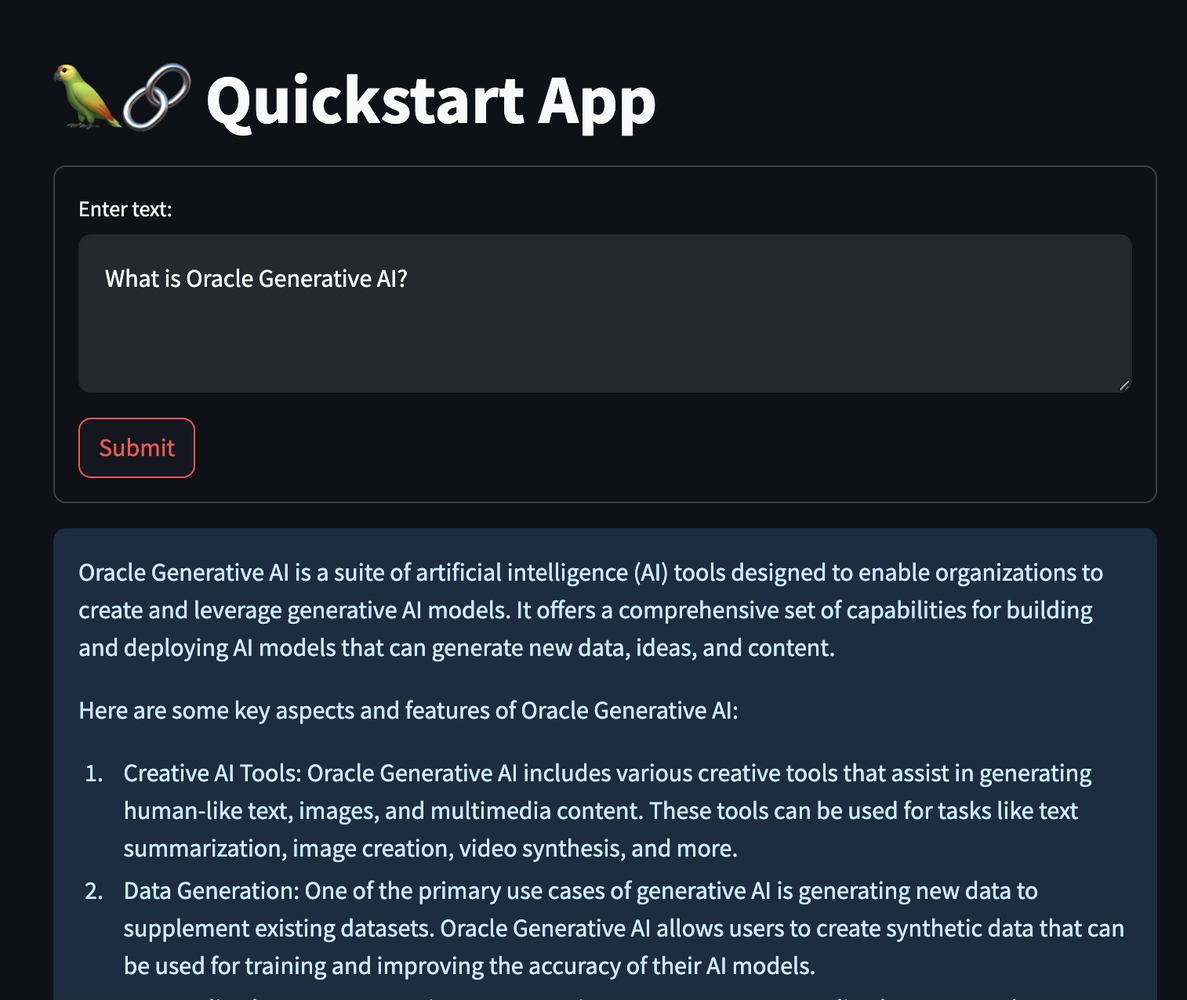 🦜🔗 Quickstart App
Enter text:
What is Oracle Generative AI?
Submit
Oracle Generative AI is a suite of artificial intelligence (AI) tools designed to enable organizations to
create and leverage generative AI models. It offers a comprehensive set of capabilities for building
and deploying AI models that can generate new data, ideas, and content.
Here are some key aspects and features of Oracle Generative AI:
1. Creative AI Tools: Oracle Generative AI includes various creative tools that assist in generating
human-like text, images, and multimedia content. These tools can be used for tasks like text
summarization, image creation, video synthesis, and more.
2. Data Generation: One of the primary use cases of generative AI is generating new data to
supplement existing datasets. Oracle Generative AI allows users to create synthetic data that can
be used for training and improving the accuracy of their AI models.